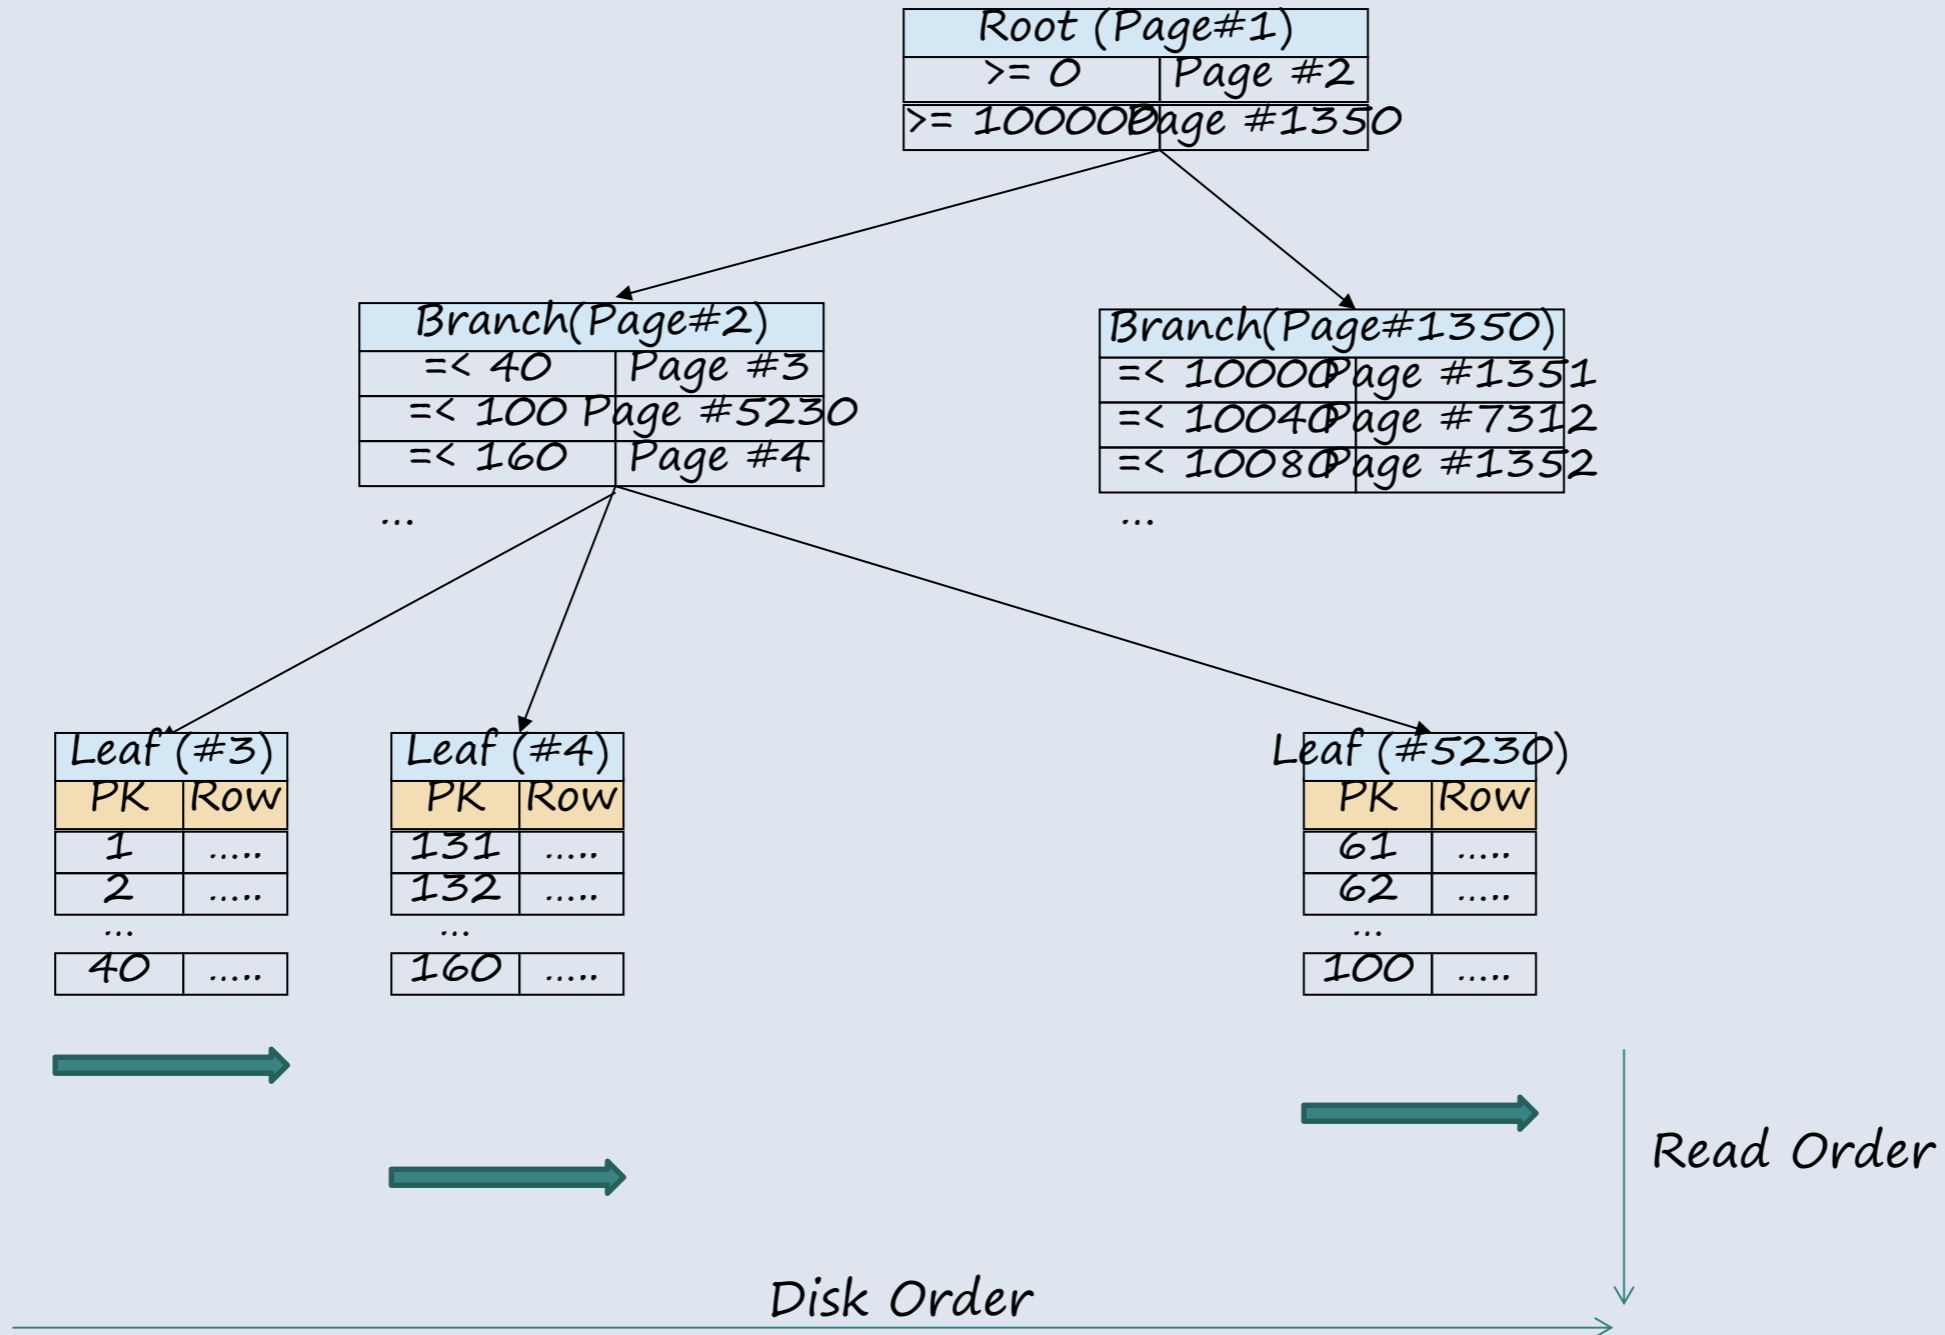 Root (Page#1)
>= 0 Page #2
>= 100000 Page #1350
Branch(Page#2)
=< 40 Page #3
=< 100 Page #5230
=< 160 Page #4
...
Branch(Page#1350)
=< 10000 Page #1351
=< 10040 Page #7312
=< 10080 Page #1352
...
Leaf (#3)
PK Row
1 .....
2 .....
...
40 .....
Leaf (#4)
PK Row
131 .....
132 .....
...
160 .....
Leaf (#5230)
PK Row
61 .....
62 .....
...
100 .....
Read Order
Disk Order